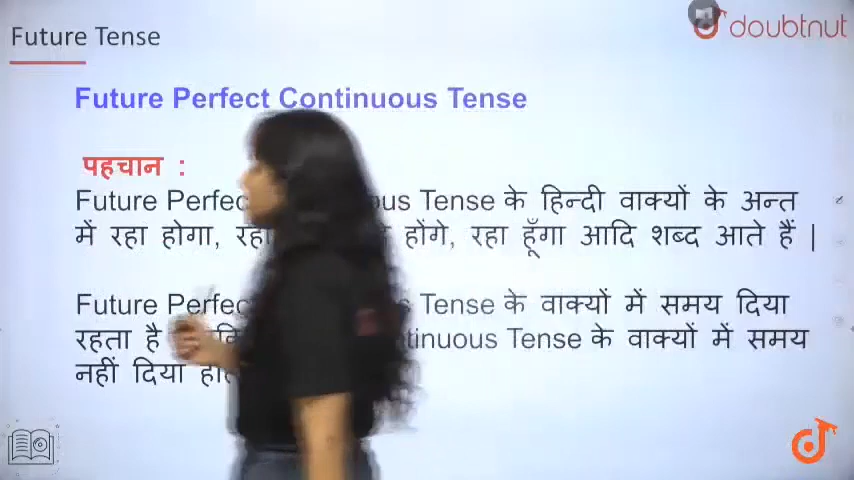 Future Tense
doubtnut
Future Perfect Continuous Tense
पहचान :
Future Perfec ous Tense के हिन्दी वाक्यों के अन्त
में रहा होगा, रहा होंगे, रहा हूँगा आदि शब्द आते हैं |
Future Perfec Tense के वाक्यों में समय दिया
रहता है tinuous Tense के वाक्यों में समय
नहीं दिया